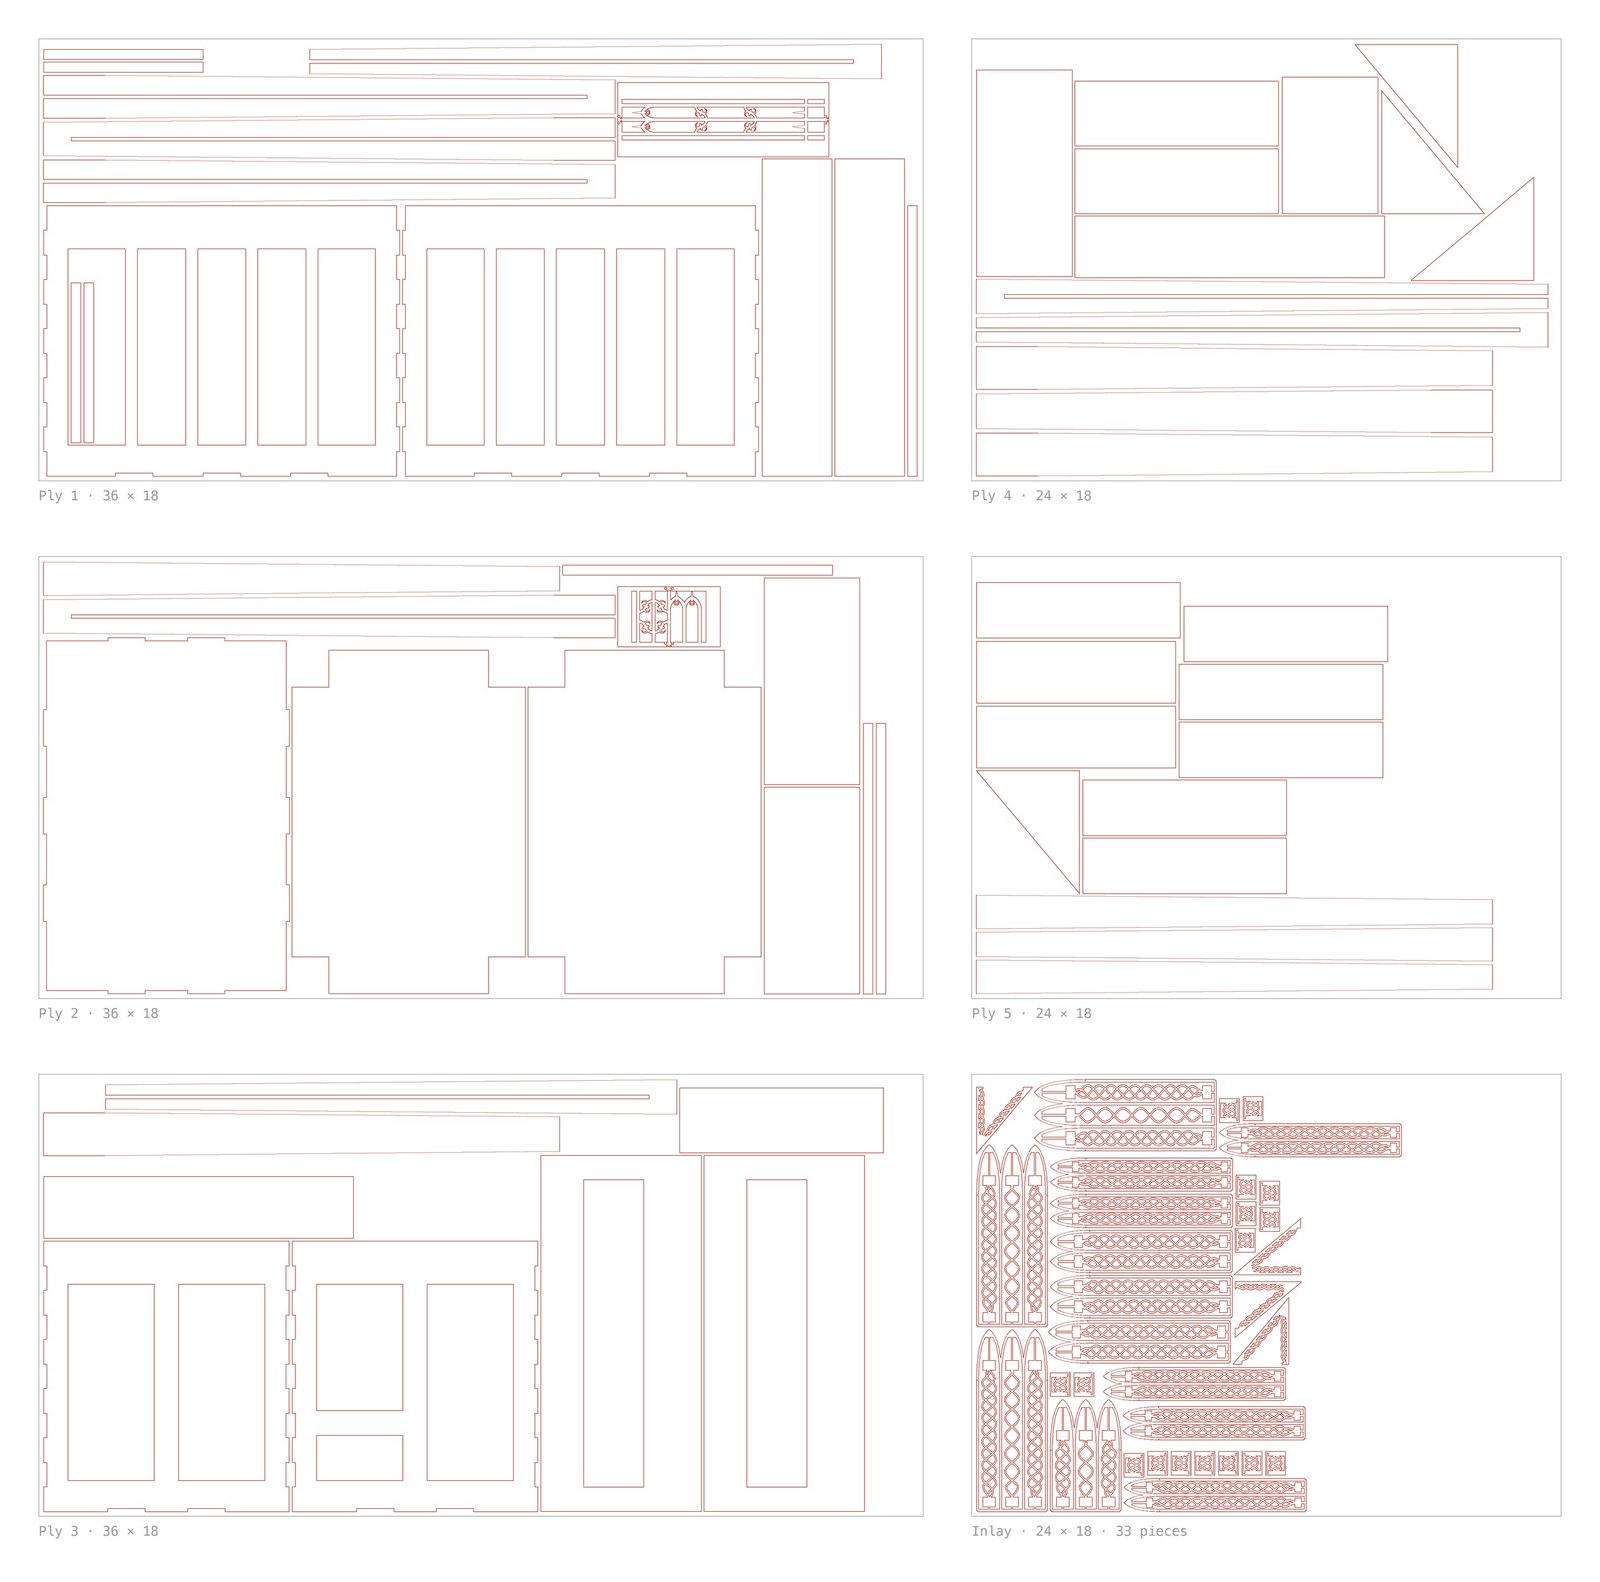 Ply 1 · 36 × 18
Ply 4 · 24 × 18
Ply 2 · 36 × 18
Ply 5 · 24 × 18
Ply 3 · 36 × 18
Inlay · 24 × 18 · 33 pieces